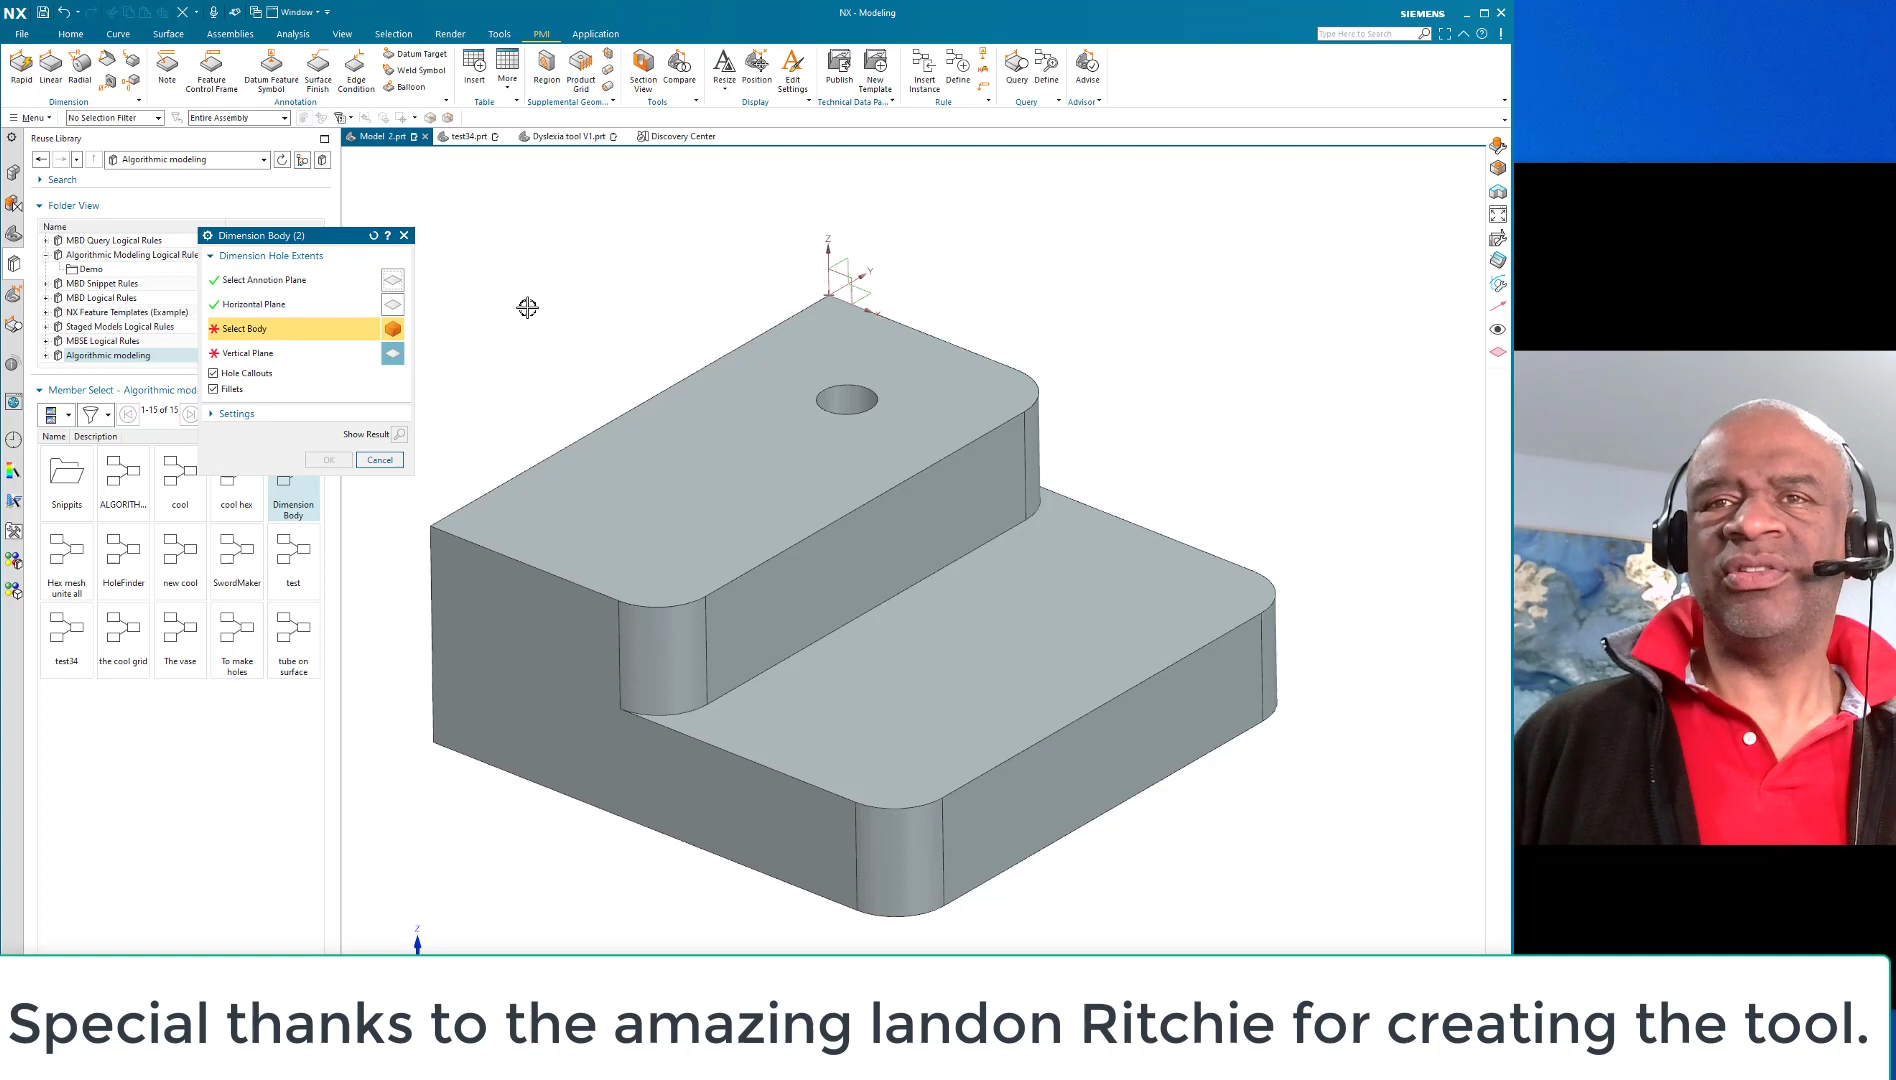 NX
Window
NX - Modeling
SIEMENS
File Home Curve Surface Assemblies Analysis View Selection Render Tools PMI Application
Type Here to Search
Rapid Linear Radial
Note Feature Control Frame Datum Feature Symbol Surface Finish Edge Condition
Datum Target
Weld Symbol
Balloon
Insert More
Region Product Grid
Section View Compare
Resize Position Edit Settings
Publish New Template
Insert Instance Define
Query Define
Advise
Dimension Annotation Table Supplemental Geom... Tools Display Technical Data Pa... Rule Query Advisor
Menu No Selection Filter Entire Assembly
Reuse Library
Model 2.prt test34.prt Dyslexia tool V1.prt Discovery Center
Algorithmic modeling
Search
Folder View
Name
MBD Query Logical Rules
Algorithmic Modeling Logical Rule
Demo
MBD Snippet Rules
MBD Logical Rules
NX Feature Templates (Example)
Staged Models Logical Rules
MBSE Logical Rules
Algorithmic modeling
Member Select - Algorithmic mod
1-15 of 15
Name Description
Snippits ALGORITH... cool cool hex Dimension Body
Hex mesh unite all HoleFinder new cool SwordMaker test
test34 the cool grid The vase To make holes tube on surface
Dimension Body (2)
Dimension Hole Extents
Select Annotion Plane
Horizontal Plane
Select Body
Vertical Plane
Hole Callouts
Fillets
Settings
Show Result
OK Cancel
Z
Y
X
Z
Special thanks to the amazing landon Ritchie for creating the tool.